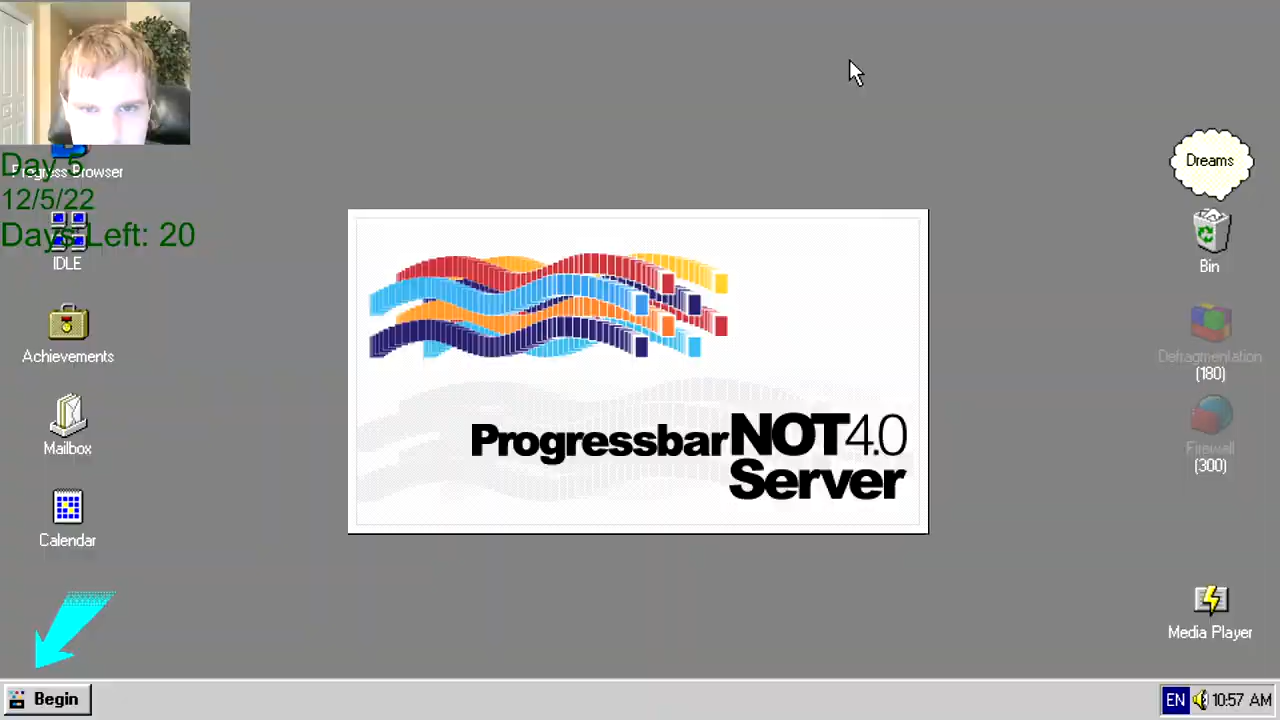 Day 5
Progress Browser
12/5/22
Days Left: 20
IDLE
Achievements
Mailbox
Calendar
ProgressbarNOT4.0
Server
Dreams
Bin
Defragmentation
(180)
Firewall
(300)
Media Player
Begin
EN
10:57 AM